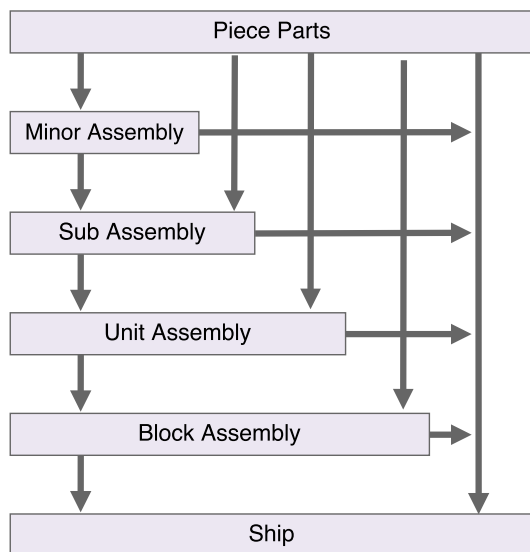 Piece Parts
Minor Assembly
Sub Assembly
Unit Assembly
Block Assembly
Ship